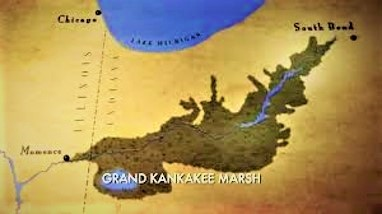 Chicago
South Bend
LAKE MICHIGAN
ILLINOIS
INDIANA
Momence
GRAND KANKAKEE MARSH